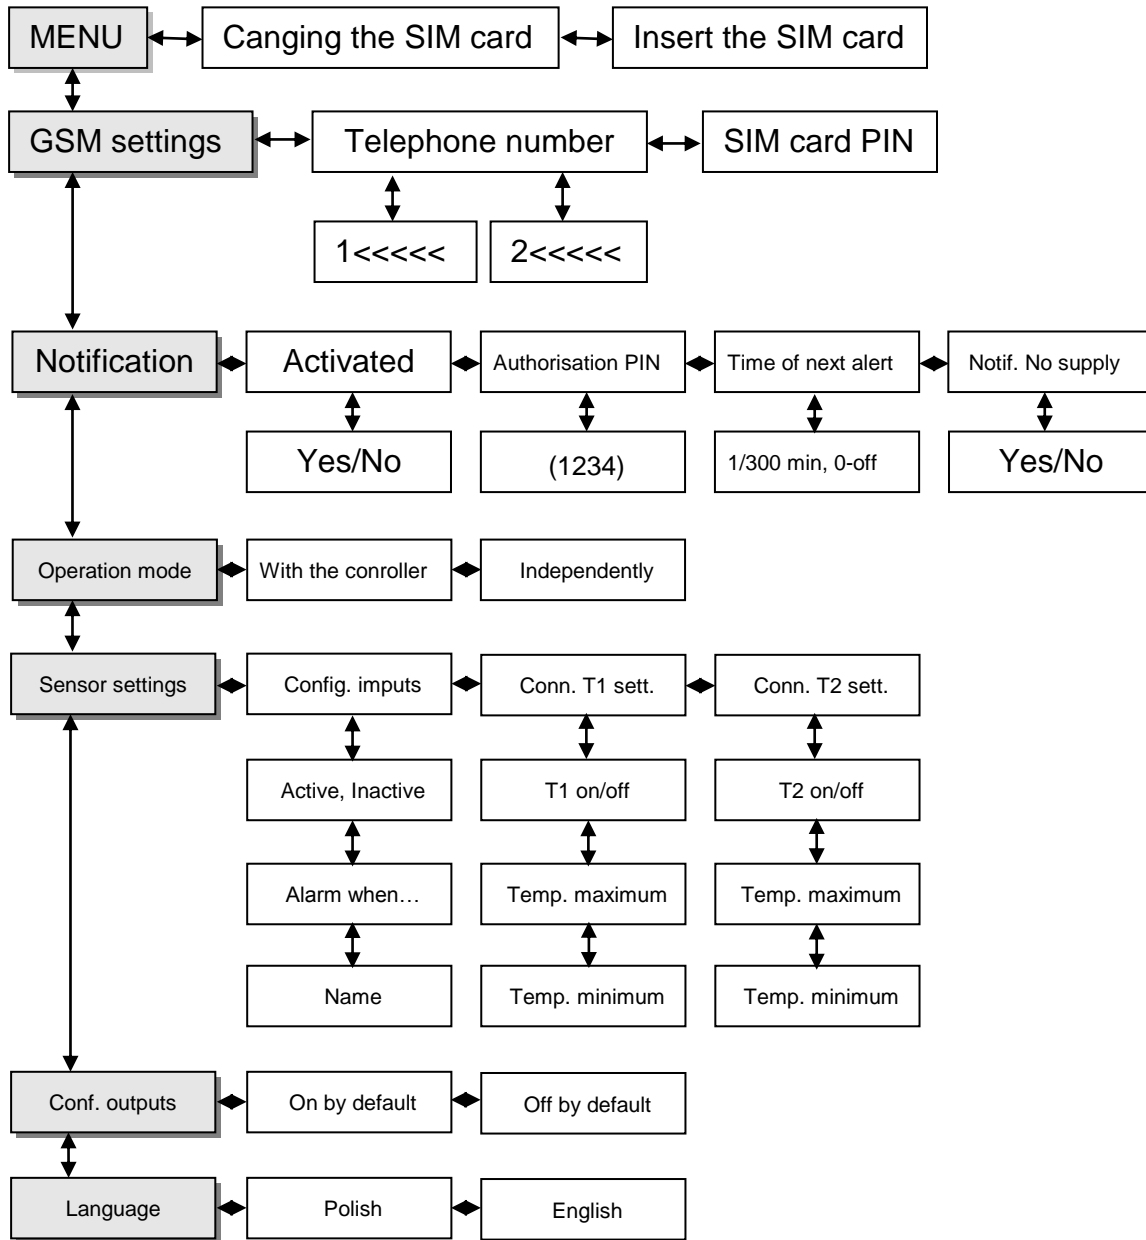 MENU
Canging the SIM card
Insert the SIM card
GSM settings
Telephone number
SIM card PIN
1<<<<<
2<<<<<
Notification
Activated
Authorisation PIN
Time of next alert
Notif. No supply
Yes/No
(1234)
1/300 min, 0-off
Yes/No
Operation mode
With the conroller
Independently
Sensor settings
Config. imputs
Conn. T1 sett.
Conn. T2 sett.
Active, Inactive
T1 on/off
T2 on/off
Alarm when…
Temp. maximum
Temp. maximum
Name
Temp. minimum
Temp. minimum
Conf. outputs
On by default
Off by default
Language
Polish
English